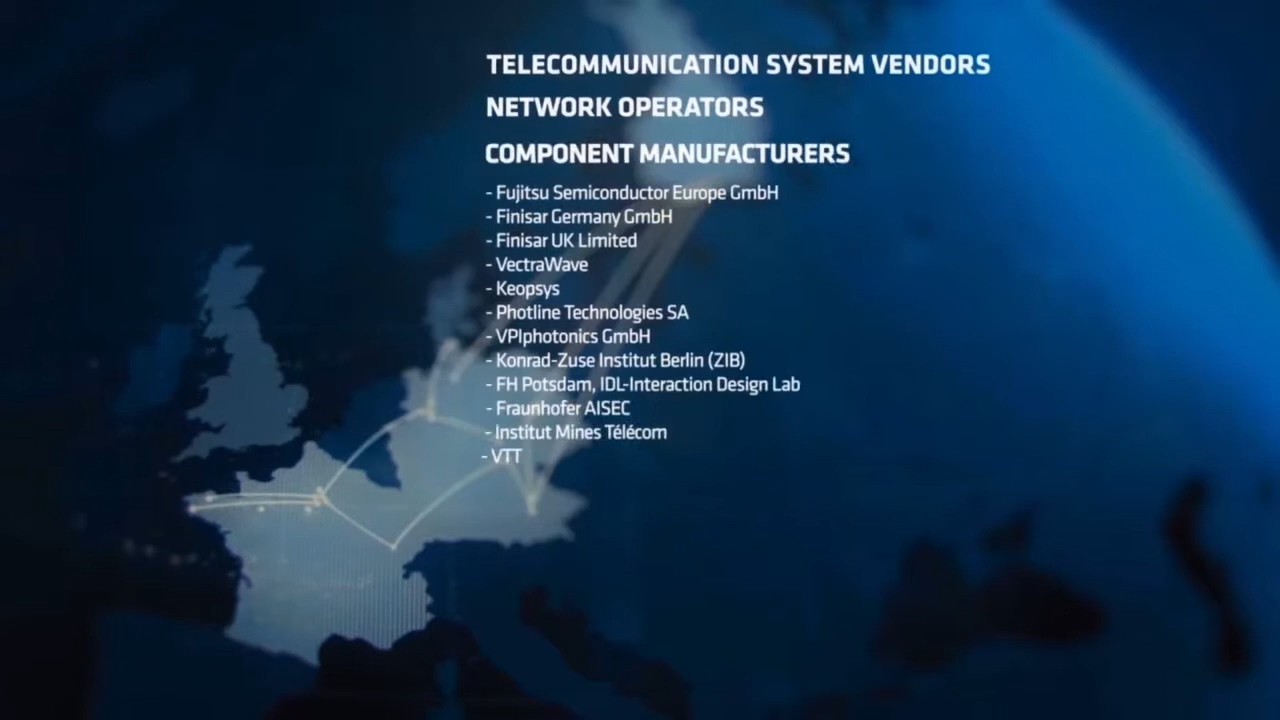 TELECOMMUNICATION SYSTEM VENDORS
NETWORK OPERATORS
COMPONENT MANUFACTURERS
- Fujitsu Semiconductor Europe GmbH
- Finisar Germany GmbH
- Finisar UK Limited
- VectraWave
- Keopsys
- Photline Technologies SA
- VPIphotonics GmbH
- Konrad-Zuse Institut Berlin (ZIB)
- FH Potsdam, IDL-Interaction Design Lab
- Fraunhofer AISEC
- Institut Mines Télécom
- VTT